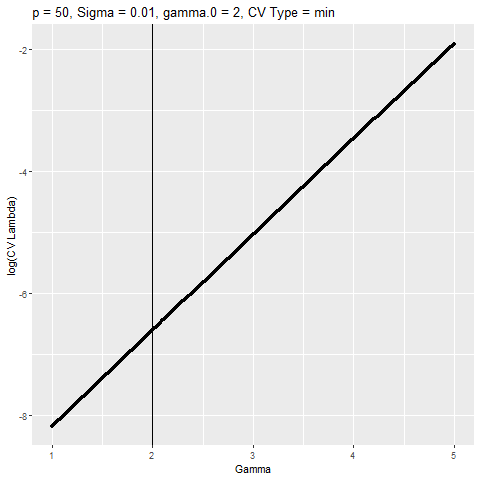 p = 50, Sigma = 0.01, gamma.0 = 2, CV Type = min
-2
-4
-6
-8
log(CV Lambda)
1 2 3 4 5
Gamma